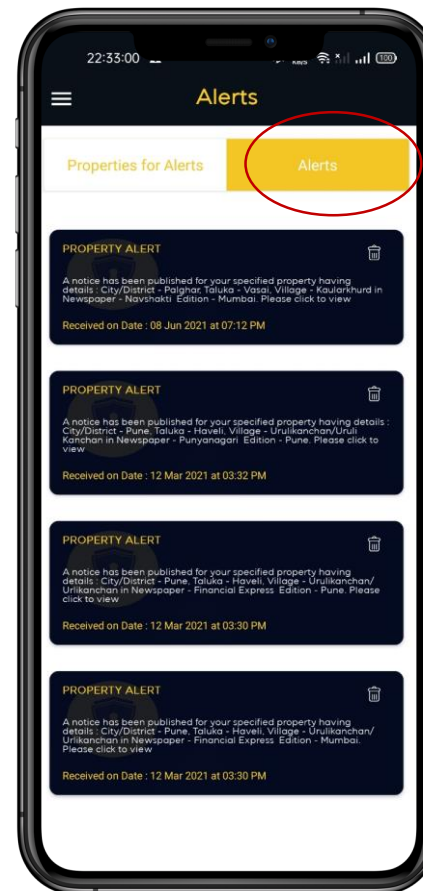 22:33:00
100
Alerts
Properties for Alerts
Alerts
PROPERTY ALERT
A notice has been published for your specified property having
details : City/District - Palghar, Taluka - Vasai, Village - Kaularkhurd in
Newspaper - Navshakti Edition - Mumbai. Please click to view
Received on Date : 08 Jun 2021 at 07:12 PM
PROPERTY ALERT
A notice has been published for your specified property having details :
City/District - Pune, Taluka - Haveli, Village - Urulikanchan/Uruli
Kanchan in Newspaper - Punyanagari Edition - Pune. Please click to
view
Received on Date : 12 Mar 2021 at 03:32 PM
PROPERTY ALERT
A notice has been published for your specified property having
details : City/District - Pune, Taluka - Haveli, Village - Urulikanchan/
Urlikanchan in Newspaper - Financial Express Edition - Pune. Please
click to view
Received on Date : 12 Mar 2021 at 03:30 PM
PROPERTY ALERT
A notice has been published for your specified property having
details : City/District - Pune, Taluka - Haveli, Village - Urulikanchan/
Urlikanchan in Newspaper - Financial Express Edition - Mumbai.
Please click to view
Received on Date : 12 Mar 2021 at 03:30 PM